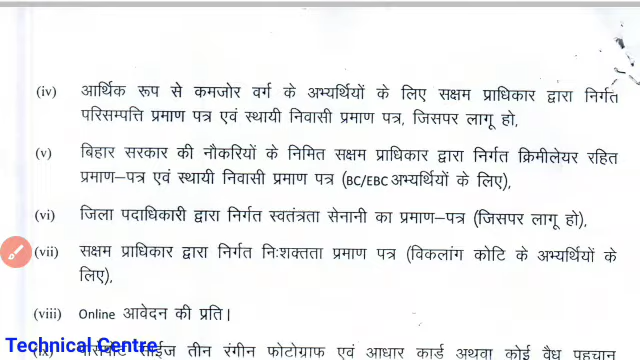 (iv) आर्थिक रूप से कमजोर वर्ग के अभ्यर्थियों के लिए सक्षम प्राधिकार द्वारा निर्गत
परिसम्पत्ति प्रमाण पत्र एवं स्थायी निवासी प्रमाण पत्र, जिसपर लागू हो,
(v) बिहार सरकार की नौकरियों के निमित सक्षम प्राधिकार द्वारा निर्गत क्रिमीलेयर रहित
प्रमाण–पत्र एवं स्थायी निवासी प्रमाण पत्र (BC/EBC अभ्यर्थियों के लिए),
(vi) जिला पदाधिकारी द्वारा निर्गत स्वतंत्रता सेनानी का प्रमाण–पत्र (जिसपर लागू हो),
(vii) सक्षम प्राधिकार द्वारा निर्गत निःशक्तता प्रमाण पत्र (विकलांग कोटि के अभ्यर्थियों के
लिए),
(viii) Online आवेदन की प्रति।
साईज तीन रंगीन फोटोग्राफ एवं आधार कार्ड अथवा कोई वैध पहचान
Technical Centre